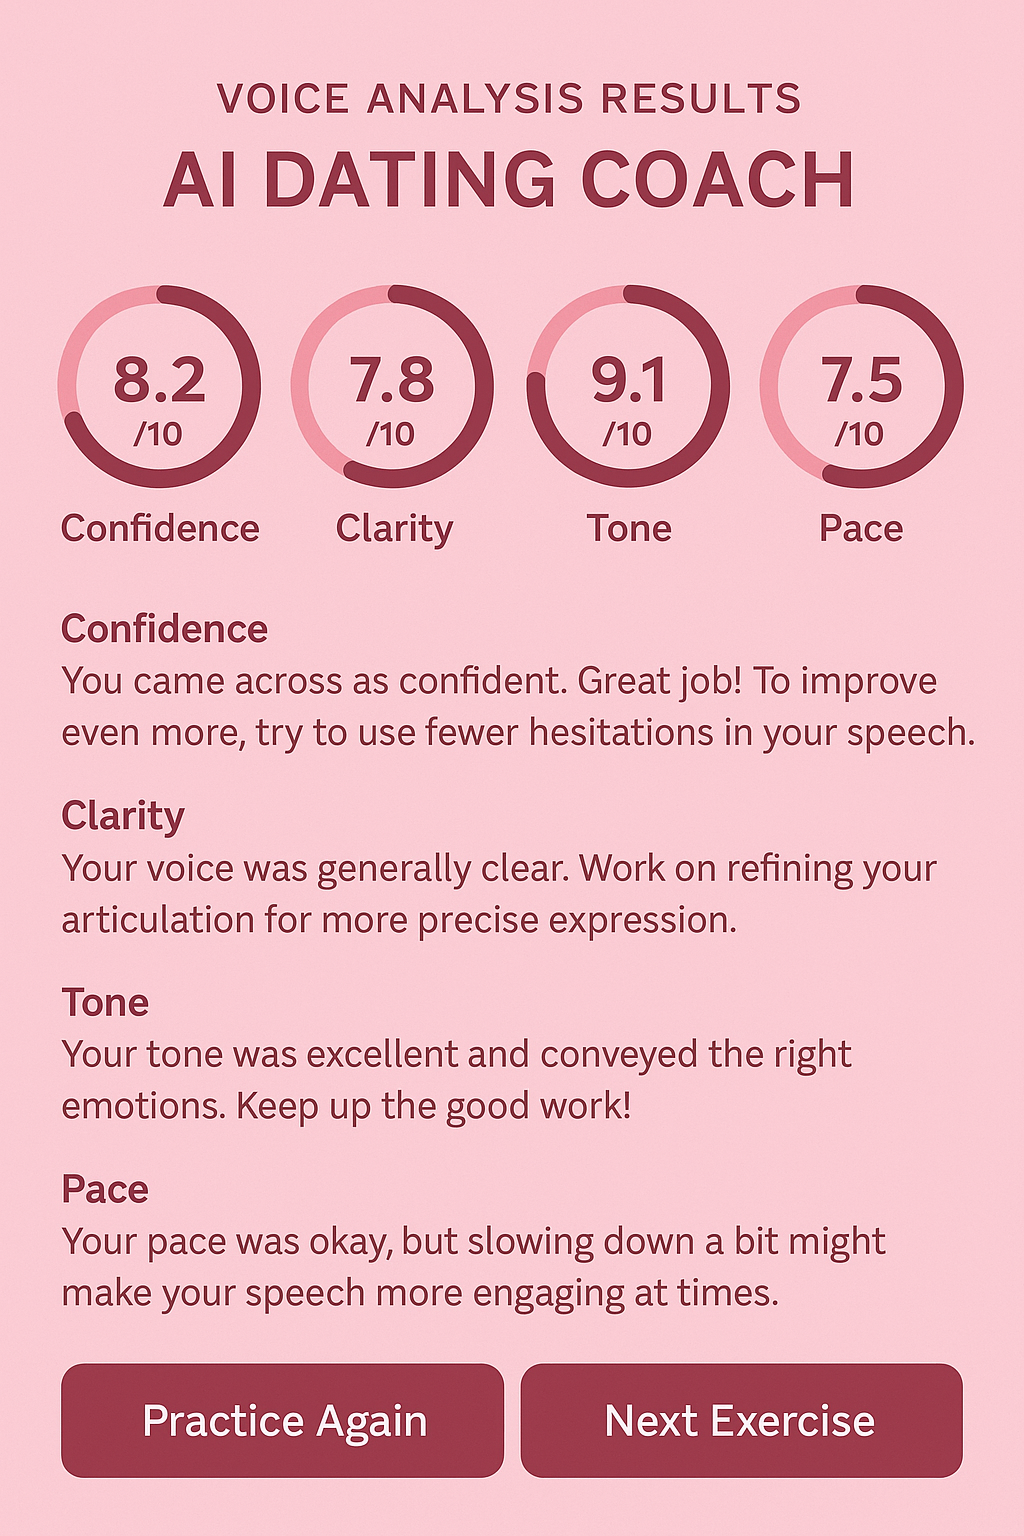 VOICE ANALYSIS RESULTS
AI DATING COACH
8.2
/10
Confidence
7.8
/10
Clarity
9.1
/10
Tone
7.5
/10
Pace
Confidence
You came across as confident. Great job! To improve
even more, try to use fewer hesitations in your speech.
Clarity
Your voice was generally clear. Work on refining your
articulation for more precise expression.
Tone
Your tone was excellent and conveyed the right
emotions. Keep up the good work!
Pace
Your pace was okay, but slowing down a bit might
make your speech more engaging at times.
Practice Again
Next Exercise